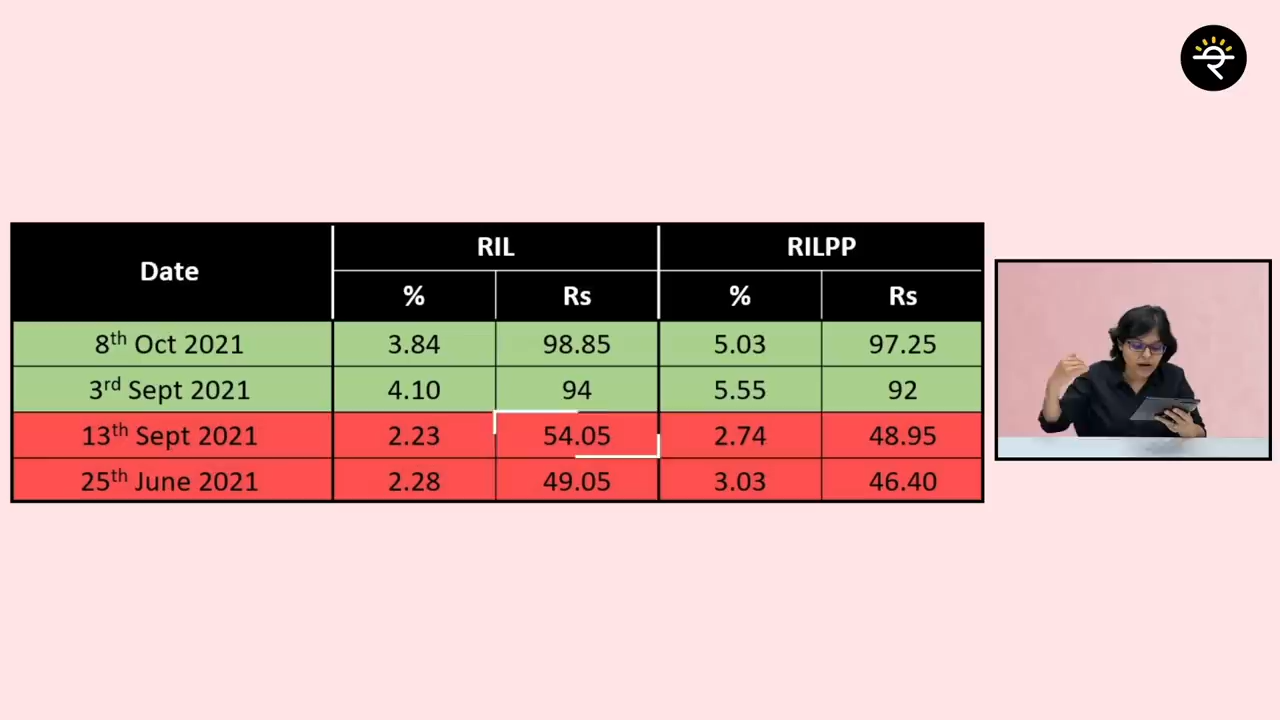 Date RIL RILPP
% Rs % Rs
8th Oct 2021 3.84 98.85 5.03 97.25
3rd Sept 2021 4.10 94 5.55 92
13th Sept 2021 2.23 54.05 2.74 48.95
25th June 2021 2.28 49.05 3.03 46.40